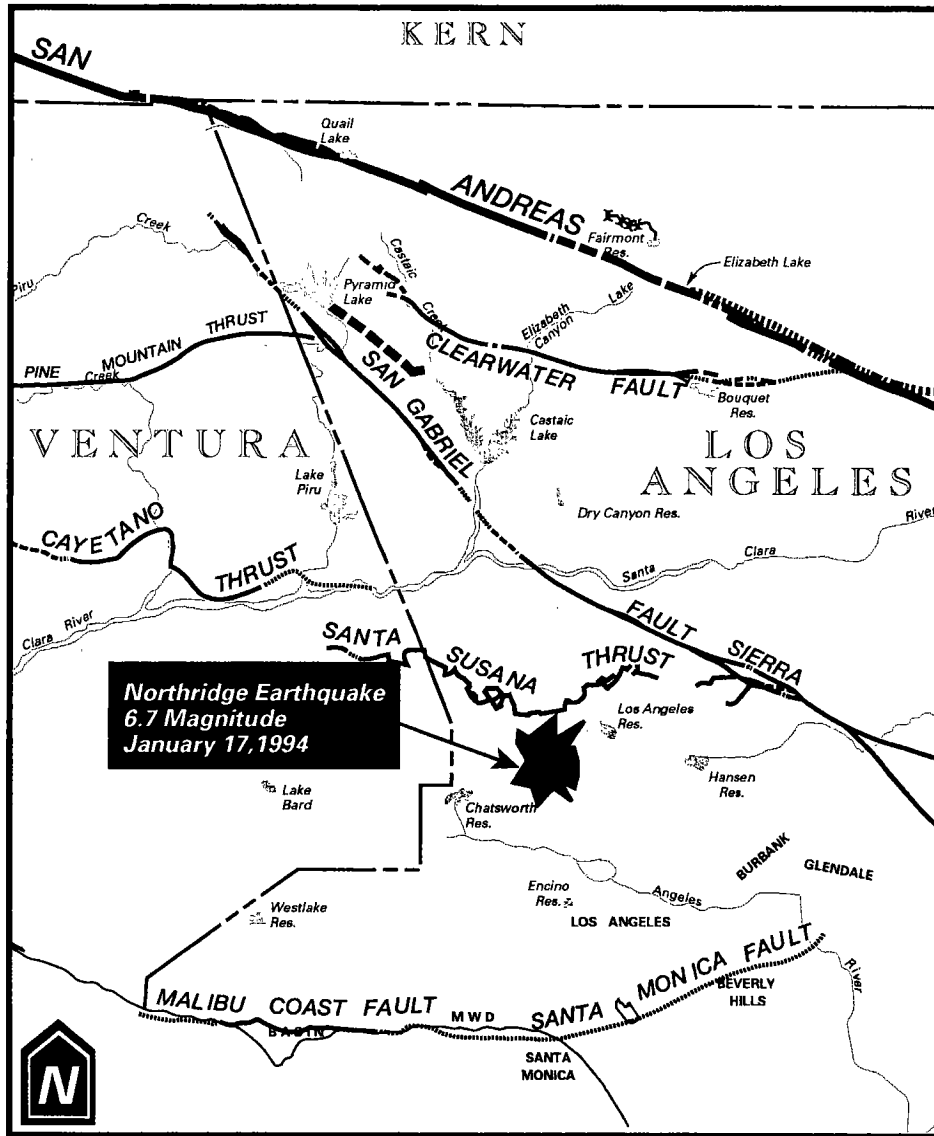 KERN
SAN ANDREAS
Quail
Lake
Fairmont
Res.
Elizabeth Lake
Creek
Piru
Castaic
Creek
Pyramid
Lake
Elizabeth Lake
Canyon
PINE MOUNTAIN THRUST
Creek
CLEARWATER FAULT
Bouquet
Res.
SAN GABRIEL FAULT
VENTURA
LOS
ANGELES
Castaic
Lake
Lake
Piru
Dry Canyon Res.
River
CAYETANO THRUST
Santa Clara
Clara River
SANTA SUSANA THRUST
SIERRA
Northridge Earthquake
6.7 Magnitude
January 17,1994
Los Angeles
Res.
Hansen
Res.
Lake
Bard
Chatsworth
Res.
BURBANK
GLENDALE
Encino
Res.
Angeles
River
LOS ANGELES
Westlake
Res.
MALIBU COAST FAULT
BASIN
MWD
SANTA MONICA FAULT
BEVERLY
HILLS
SANTA
MONICA
N